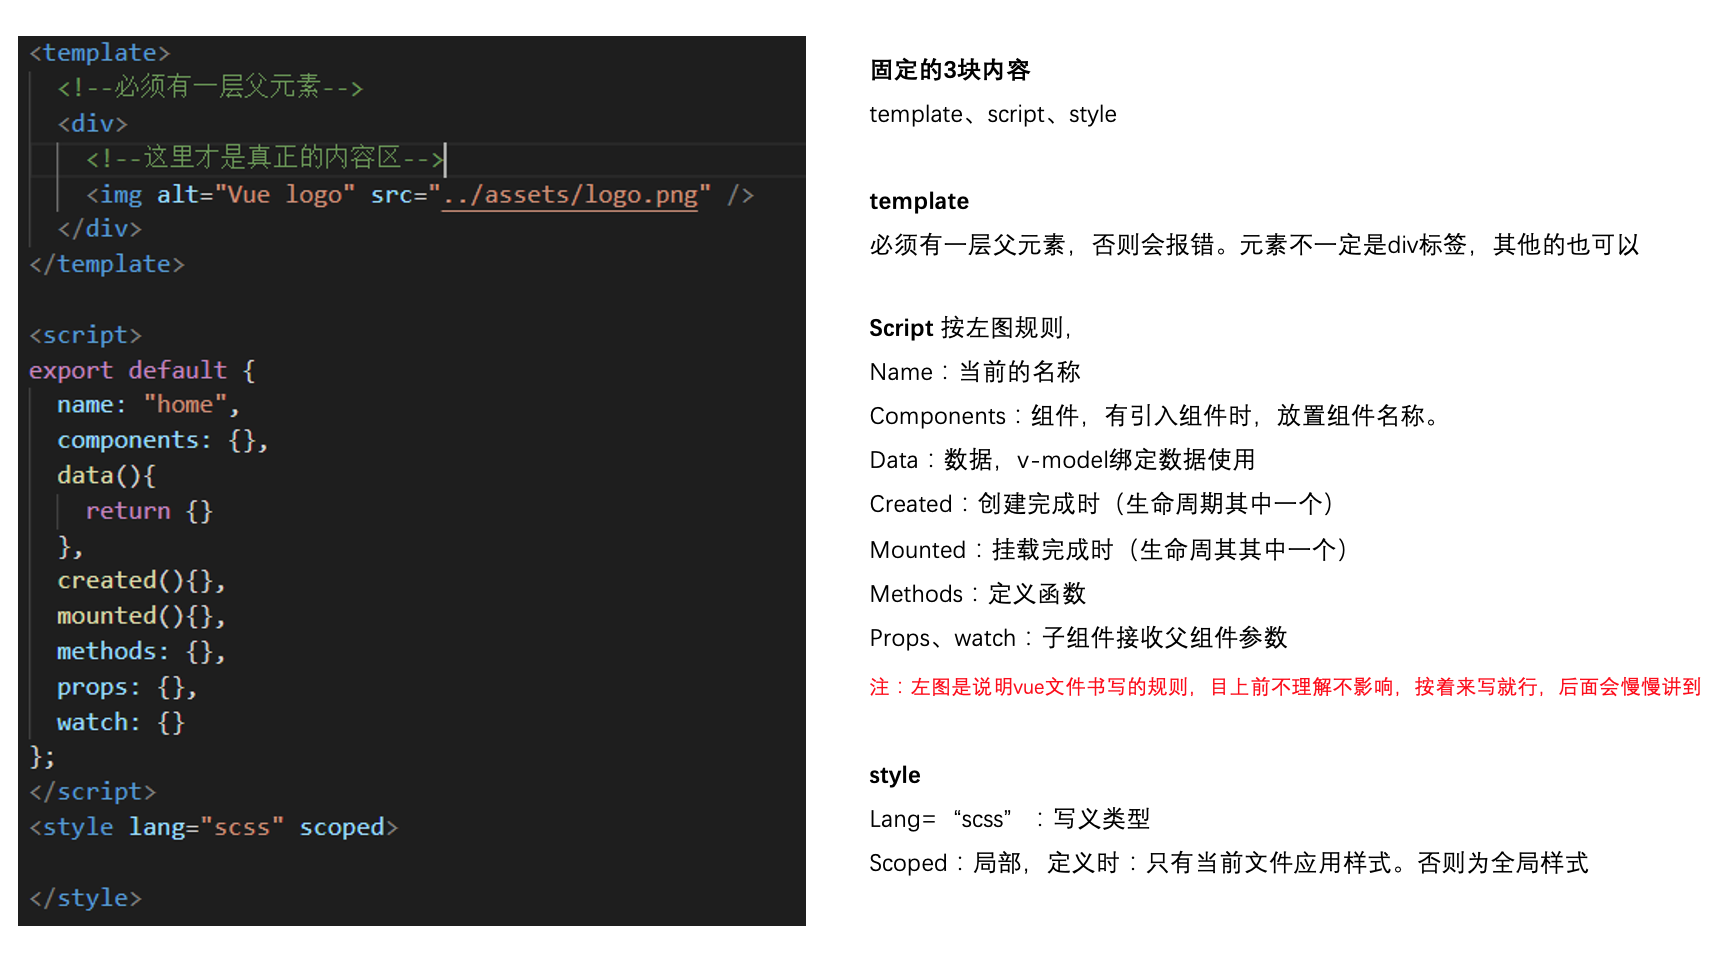 <template>
<!--必须有一层父元素-->
<div>
<!--这里才是真正的内容区-->
<img alt="Vue logo" src="../assets/logo.png" />
</div>
</template>
<script>
export default {
name: "home",
components: {},
data(){
return {}
},
created(){},
mounted(){},
methods: {},
props: {},
watch: {}
};
</script>
<style lang="scss" scoped>
</style>
固定的3块内容
template、script、style
template
必须有一层父元素，否则会报错。元素不一定是div标签，其他的也可以
Script 按左图规则，
Name：当前的名称
Components：组件，有引入组件时，放置组件名称。
Data：数据，v-model绑定数据使用
Created：创建完成时（生命周期其中一个）
Mounted：挂载完成时（生命周其其中一个）
Methods：定义函数
Props、watch：子组件接收父组件参数
注：左图是说明vue文件书写的规则，目上前不理解不影响，按着来写就行，后面会慢慢讲到
style
Lang=“scss” ：写义类型
Scoped：局部，定义时：只有当前文件应用样式。否则为全局样式